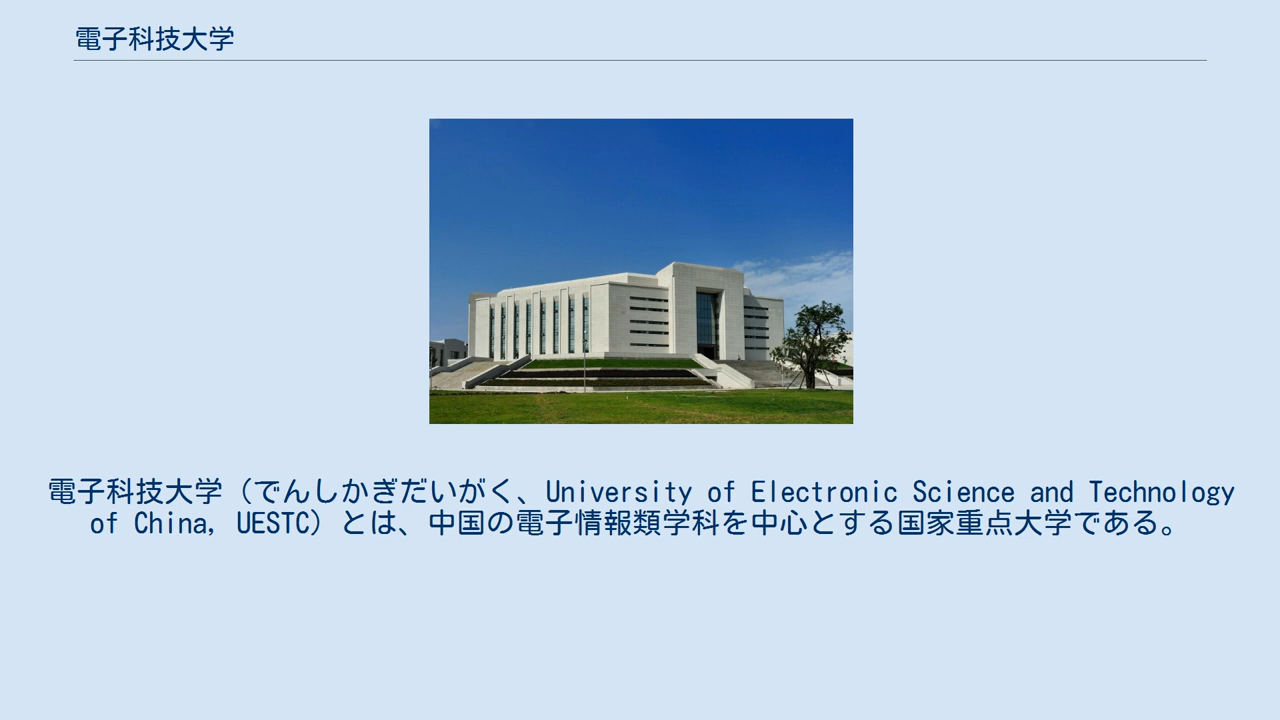 電子科技大学
電子科技大学（でんしかぎだいがく、University of Electronic Science and Technology
of China, UESTC）とは、中国の電子情報類学科を中心とする国家重点大学である。